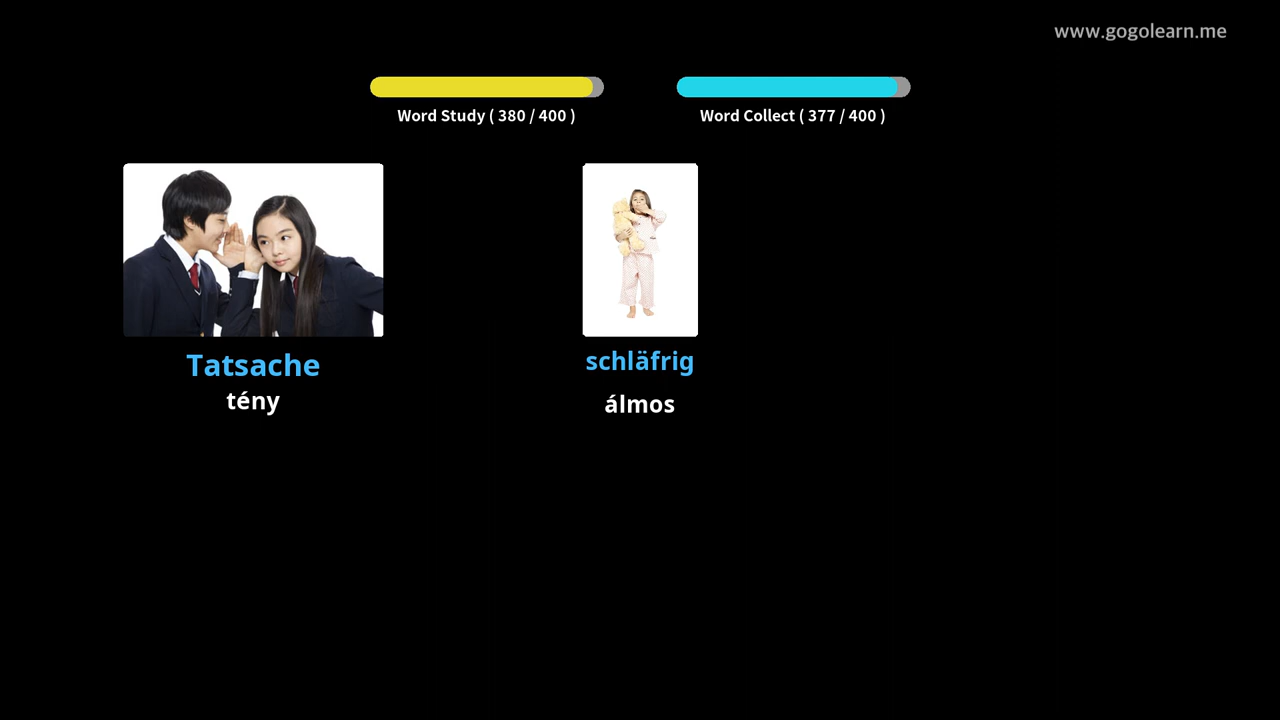 www.gogolearn.me
Word Study ( 380 / 400 )
Word Collect ( 377 / 400 )
Tatsache
tény
schläfrig
álmos